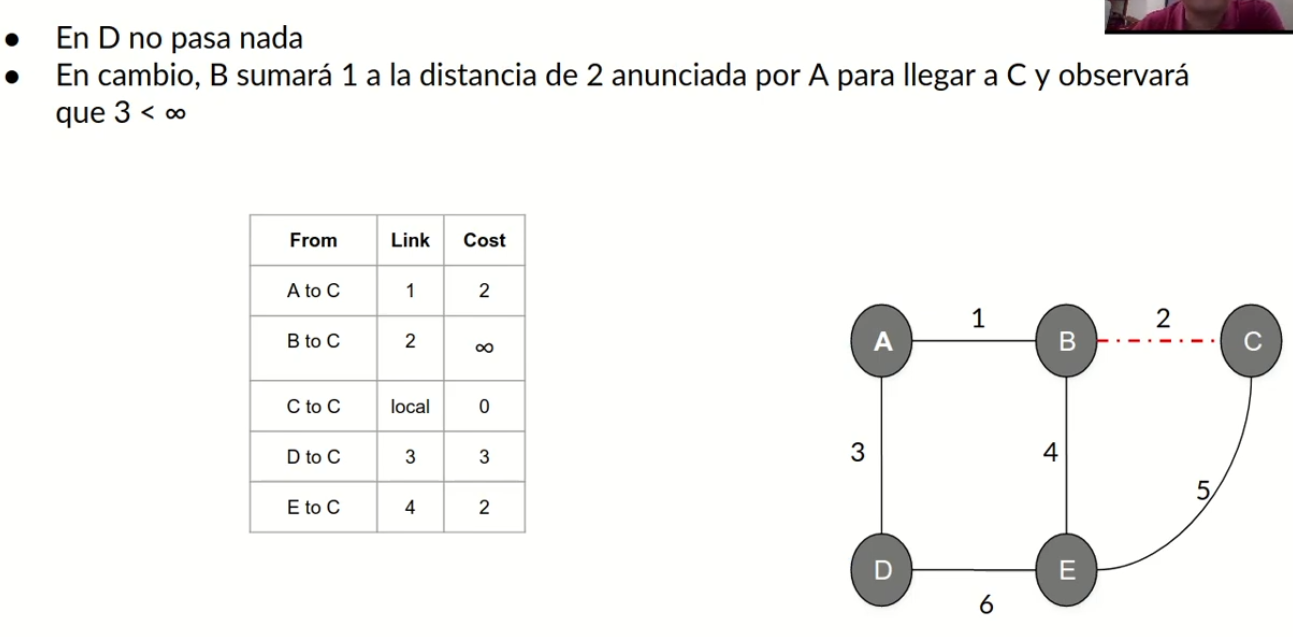 ● En D no pasa nada
● En cambio, B sumará 1 a la distancia de 2 anunciada por A para llegar a C y observará
que 3 < ∞
From Link Cost
A to C 1 2
B to C 2 ∞
C to C local 0
D to C 3 3
E to C 4 2
1 2
A B C
3 4
5
D E
6